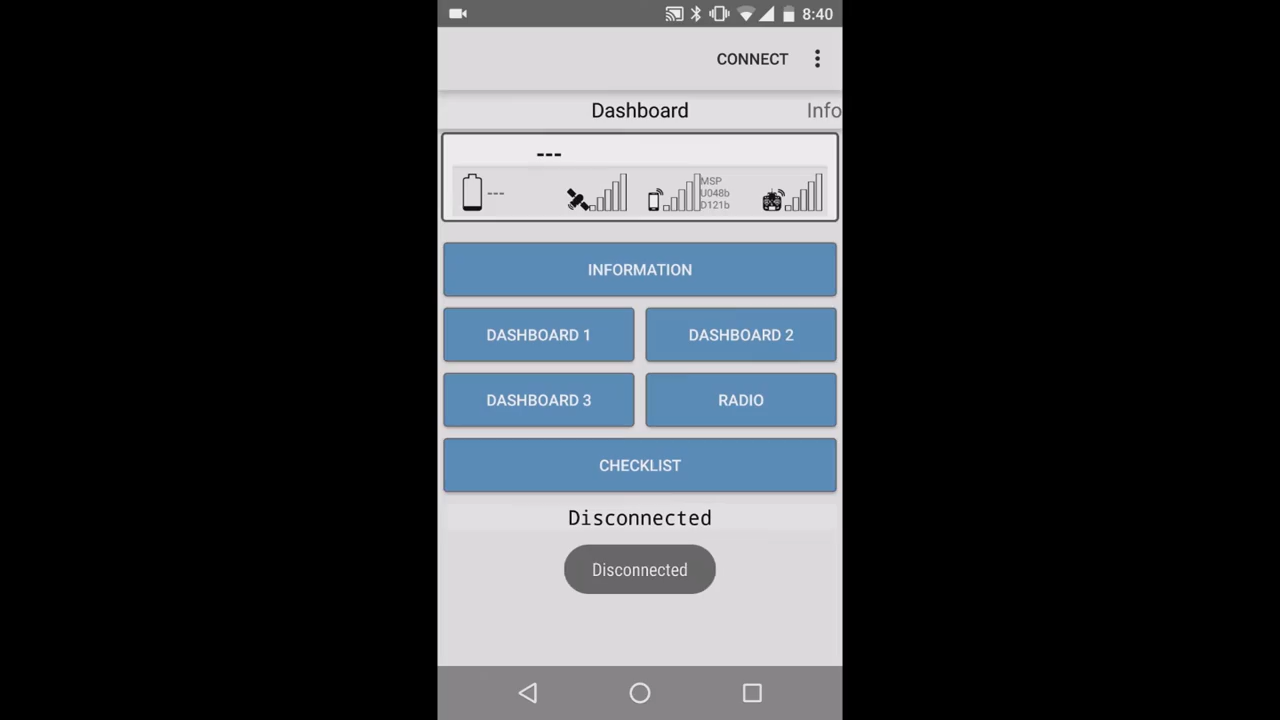 8:40
CONNECT
Dashboard Info
---
---
MSP
U048b
D121b
INFORMATION
DASHBOARD 1 DASHBOARD 2
DASHBOARD 3 RADIO
CHECKLIST
Disconnected
Disconnected